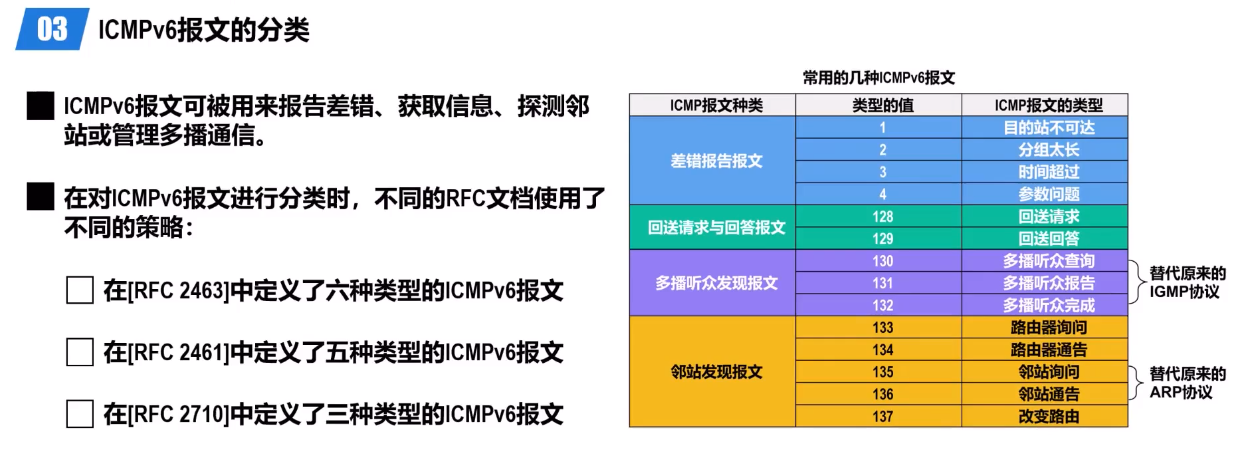 03 ICMPv6报文的分类
ICMPv6报文可被用来报告差错、获取信息、探测邻
站或管理多播通信。
在对ICMPv6报文进行分类时，不同的RFC文档使用了
不同的策略：
在[RFC 2463]中定义了六种类型的ICMPv6报文
在[RFC 2461]中定义了五种类型的ICMPv6报文
在[RFC 2710]中定义了三种类型的ICMPv6报文
常用的几种ICMPv6报文
ICMP报文种类 类型的值 ICMP报文的类型
差错报告报文
1 目的站不可达
2 分组太长
3 时间超过
4 参数问题
回送请求与回答报文
128 回送请求
129 回送回答
多播听众发现报文
130 多播听众查询
131 多播听众报告
132 多播听众完成
替代原来的
IGMP协议
邻站发现报文
133 路由器询问
134 路由器通告
135 邻站询问
136 邻站通告
137 改变路由
替代原来的
ARP协议